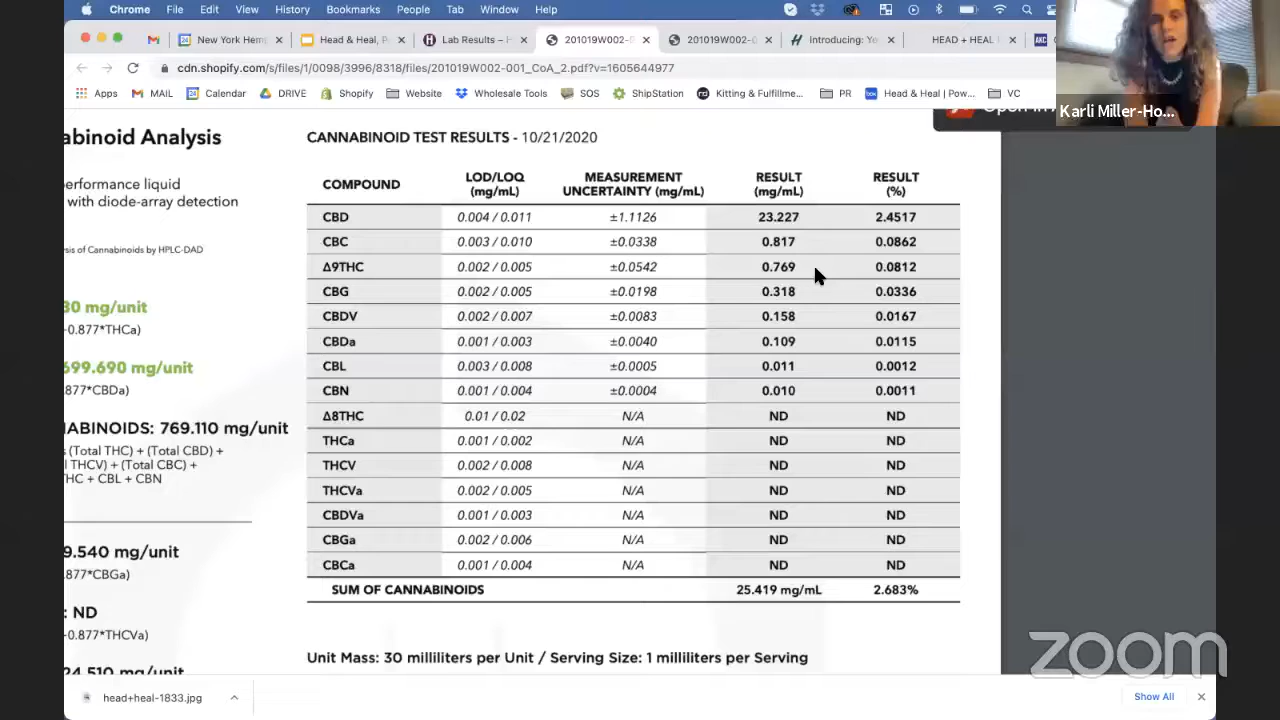 Chrome File Edit View History Bookmarks People Tab Window Help
New York Hemp Head & Heal, P Lab Results – H 201019W002-0 201019W002-0 Introducing: Ye HEAD + HEAL AKC
cdn.shopify.com/s/files/1/0098/3996/8318/files/201019W002-001_CoA_2.pdf?v=1605644977
Apps MAIL Calendar DRIVE Shopify Website Wholesale Tools SOS ShipStation Kitting & Fulfillme... PR Head & Heal | Pow... VC
Karli Miller-Ho...
abinoid Analysis
erformance liquid
with diode-array detection
sis of Cannabinoids by HPLC-DAD
30 mg/unit
-0.877*THCa)
699.690 mg/unit
877*CBDa)
ABINOIDS: 769.110 mg/unit
s (Total THC) + (Total CBD) +
l THCV) + (Total CBC) +
THC + CBL + CBN
9.540 mg/unit
877*CBGa)
: ND
-0.877*THCVa)
24.510 mg/unit
CANNABINOID TEST RESULTS - 10/21/2020
COMPOUND LOD/LOQ (mg/mL) MEASUREMENT UNCERTAINTY (mg/mL) RESULT (mg/mL) RESULT (%)
CBD 0.004 / 0.011 ±1.1126 23.227 2.4517
CBC 0.003 / 0.010 ±0.0338 0.817 0.0862
Δ9THC 0.002 / 0.005 ±0.0542 0.769 0.0812
CBG 0.002 / 0.005 ±0.0198 0.318 0.0336
CBDV 0.002 / 0.007 ±0.0083 0.158 0.0167
CBDa 0.001 / 0.003 ±0.0040 0.109 0.0115
CBL 0.003 / 0.008 ±0.0005 0.011 0.0012
CBN 0.001 / 0.004 ±0.0004 0.010 0.0011
Δ8THC 0.01 / 0.02 N/A ND ND
THCa 0.001 / 0.002 N/A ND ND
THCV 0.002 / 0.008 N/A ND ND
THCVa 0.002 / 0.005 N/A ND ND
CBDVa 0.001 / 0.003 N/A ND ND
CBGa 0.002 / 0.006 N/A ND ND
CBCa 0.001 / 0.004 N/A ND ND
SUM OF CANNABINOIDS 25.419 mg/mL 2.683%
Unit Mass: 30 milliliters per Unit / Serving Size: 1 milliliters per Serving
zoom
head+heal-1833.jpg
Show All